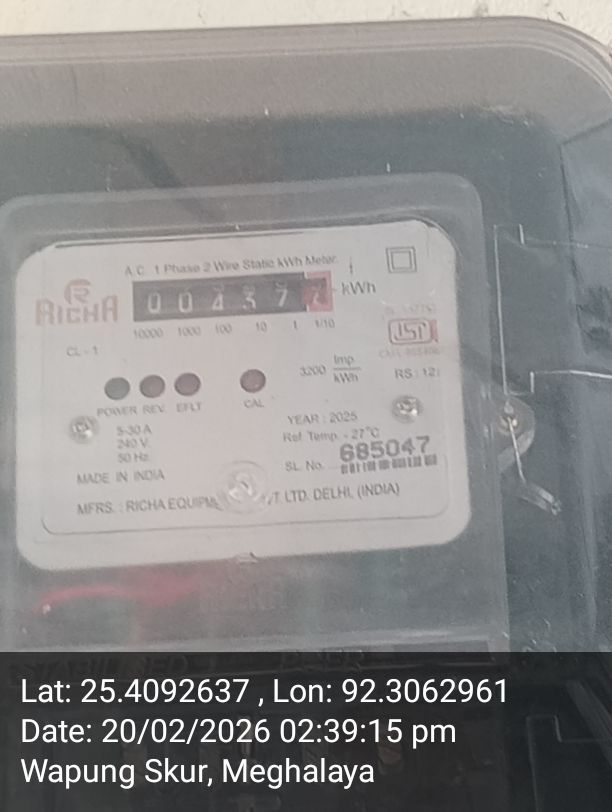 A.C. 1 Phase 2 Wire Static kWh Meter.
RICHA
0 0 4 3 7 kWh
10000 1000 100 10 1 1/10
CL - 1
ISI
3200 Imp/kWh
RS : 12
POWER REV. EFLT CAL
YEAR : 2025
5-30 A
Ref. Temp. - 27°C
240 V.
50 Hz.
SL. No. 685047
MADE IN INDIA
MFRS. : RICHA EQUIPM T LTD. DELHI, (INDIA)
Lat: 25.4092637 , Lon: 92.3062961
Date: 20/02/2026 02:39:15 pm
Wapung Skur, Meghalaya